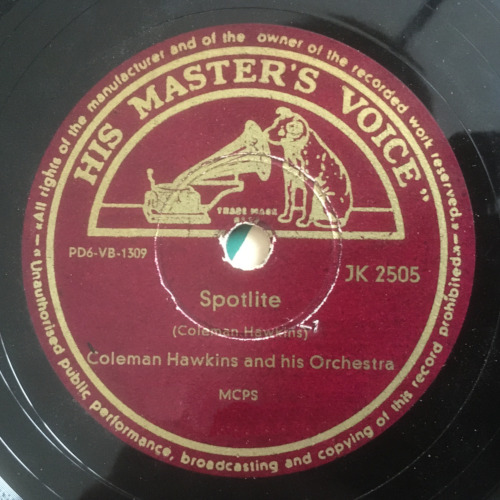 «All rights of the manufacturer and of the owner of the recorded work reserved.» — «Unauthorised public performance, broadcasting and copying of this record prohibited.» —
"HIS MASTER'S VOICE"
TRADE MARK
PD6-VB-1309
JK 2505
Spotlite
(Coleman Hawkins)
Coleman Hawkins and his Orchestra
MCPS